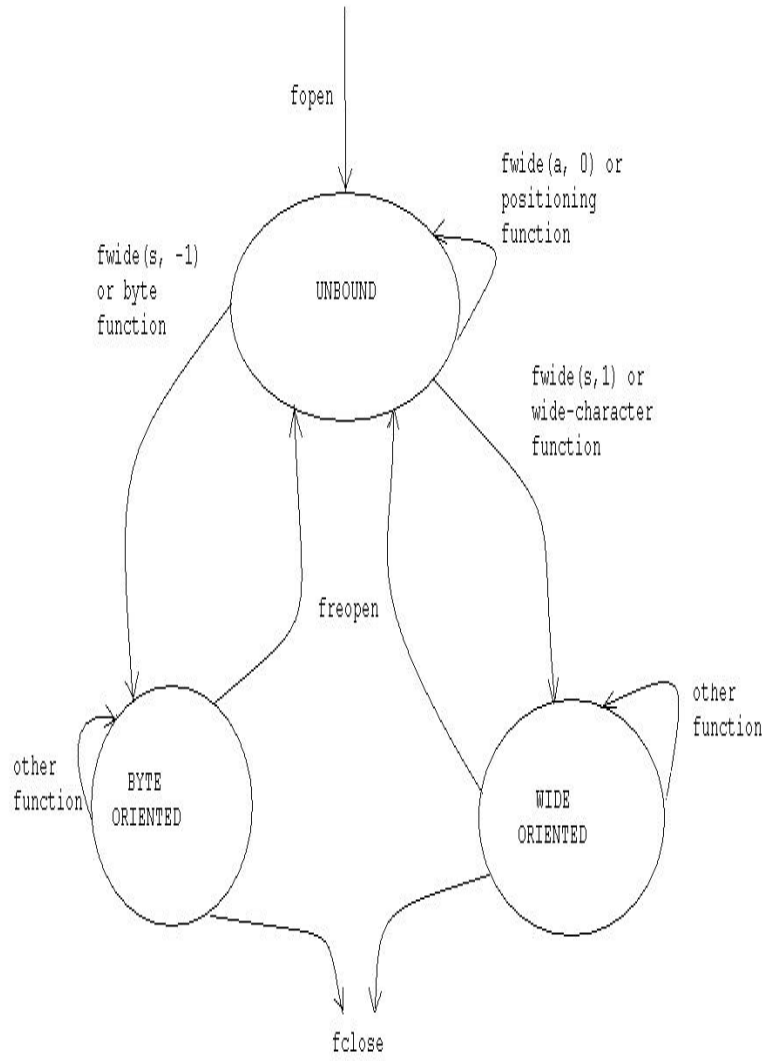 fopen
fwide(a, 0) or
positioning
function
fwide(s, -1)
or byte
function
UNBOUND
fwide(s,1) or
wide-character
function
freopen
other
function
BYTE
ORIENTED
WIDE
ORIENTED
other
function
fclose